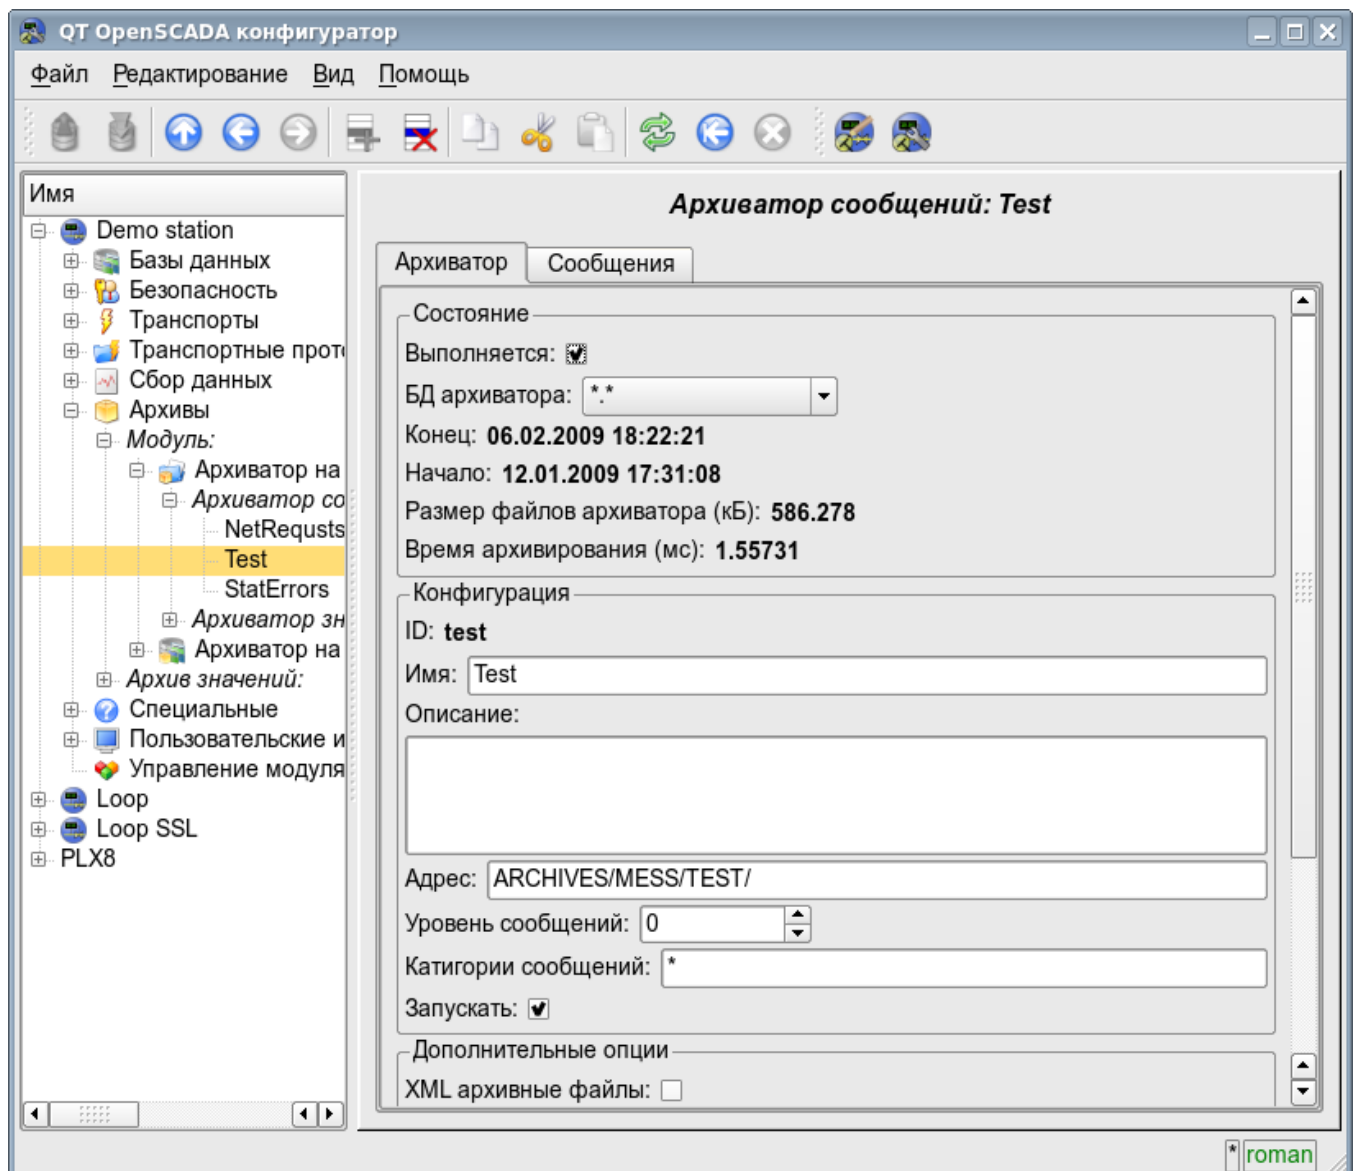 QT OpenSCADA конфигуратор
Файл Редактирование Вид Помощь
Имя
Demo station
Базы данных
Безопасность
Транспорты
Транспортные прот
Сбор данных
Архивы
Модуль:
Архиватор на
Архиватор со
NetRequsts
Test
StatErrors
Архиватор зн
Архиватор на
Архив значений:
Специальные
Пользовательские и
Управление модуля
Loop
Loop SSL
PLX8
Архиватор сообщений: Test
Архиватор Сообщения
Состояние
Выполняется:
БД архиватора: *.*
Конец: 06.02.2009 18:22:21
Начало: 12.01.2009 17:31:08
Размер файлов архиватора (кБ): 586.278
Время архивирования (мс): 1.55731
Конфигурация
ID: test
Имя: Test
Описание:
Адрес: ARCHIVES/MESS/TEST/
Уровень сообщений: 0
Катигории сообщений: *
Запускать:
Дополнительные опции
XML архивные файлы:
* roman